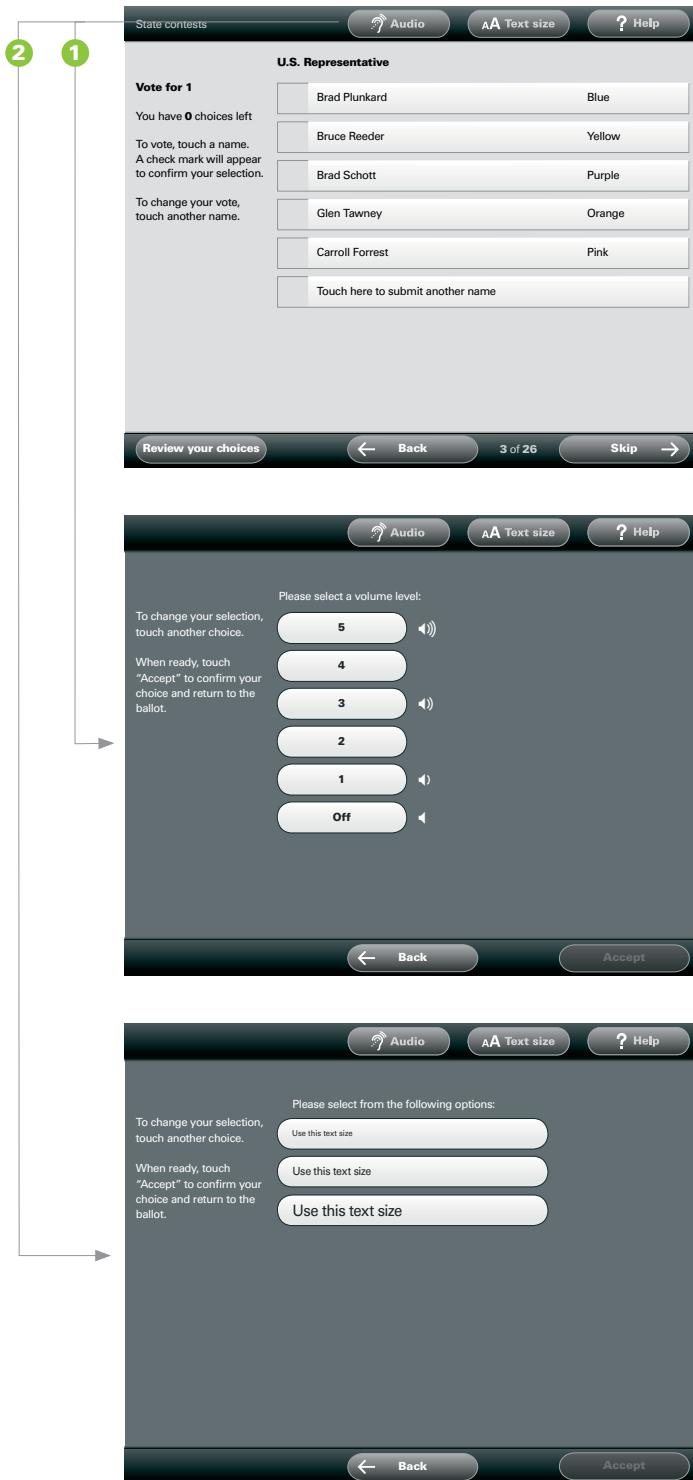 State contests
Audio
AA Text size
? Help
2
1
U.S. Representative
Vote for 1
You have 0 choices left
To vote, touch a name.
A check mark will appear
to confirm your selection.
To change your vote,
touch another name.
Brad Plunkard Blue
Bruce Reeder Yellow
Brad Schott Purple
Glen Tawney Orange
Carroll Forrest Pink
Touch here to submit another name
Review your choices
Back
3 of 26
Skip
Audio
AA Text size
? Help
Please select a volume level:
To change your selection,
touch another choice.
When ready, touch
“Accept” to confirm your
choice and return to the
ballot.
5
4
3
2
1
Off
Back
Accept
Audio
AA Text size
? Help
Please select from the following options:
To change your selection,
touch another choice.
When ready, touch
“Accept” to confirm your
choice and return to the
ballot.
Use this text size
Use this text size
Use this text size
Back
Accept